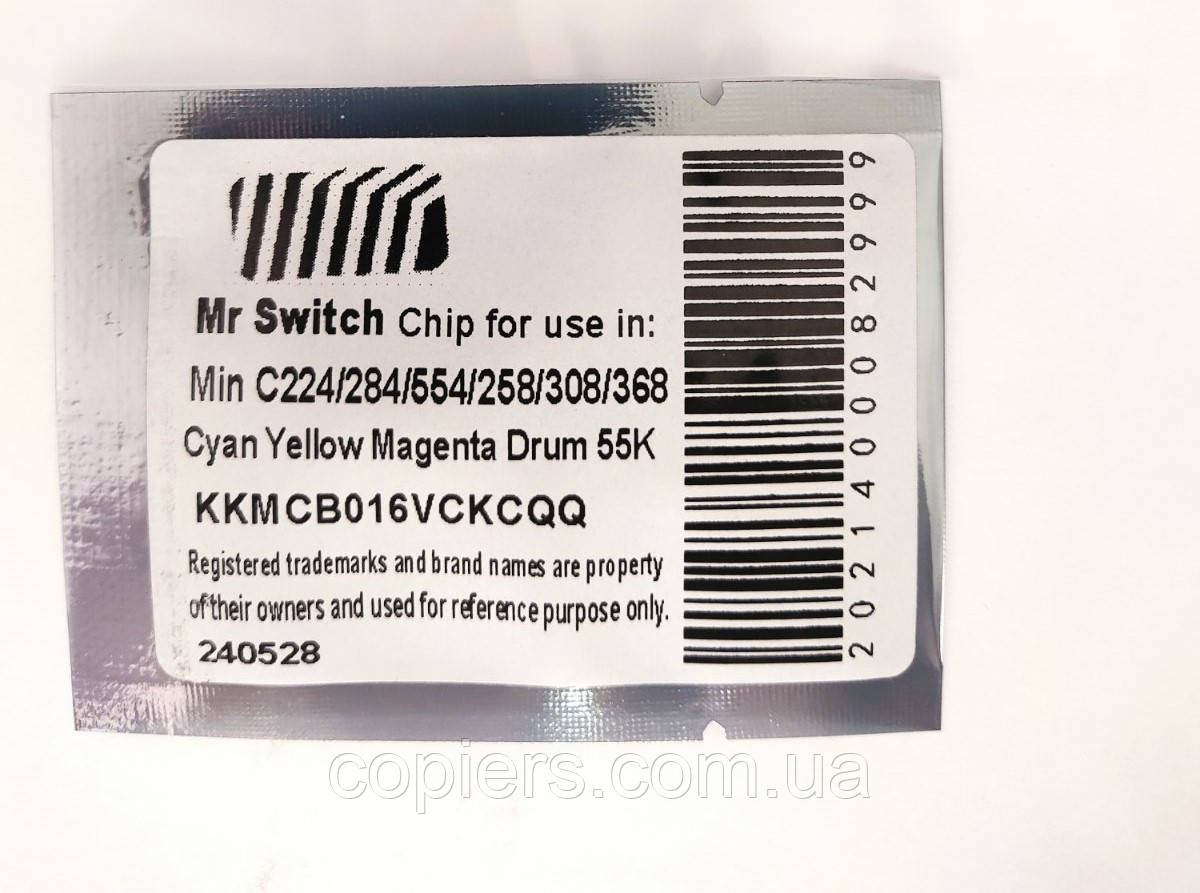 Mr Switch Chip for use in:
Min C224/284/554/258/308/368
Cyan Yellow Magenta Drum 55K
KKMCB016VCKCQQ
Registered trademarks and brand names are property
of their owners and used for reference purpose only.
240528
2021400082999
copiers.com.ua